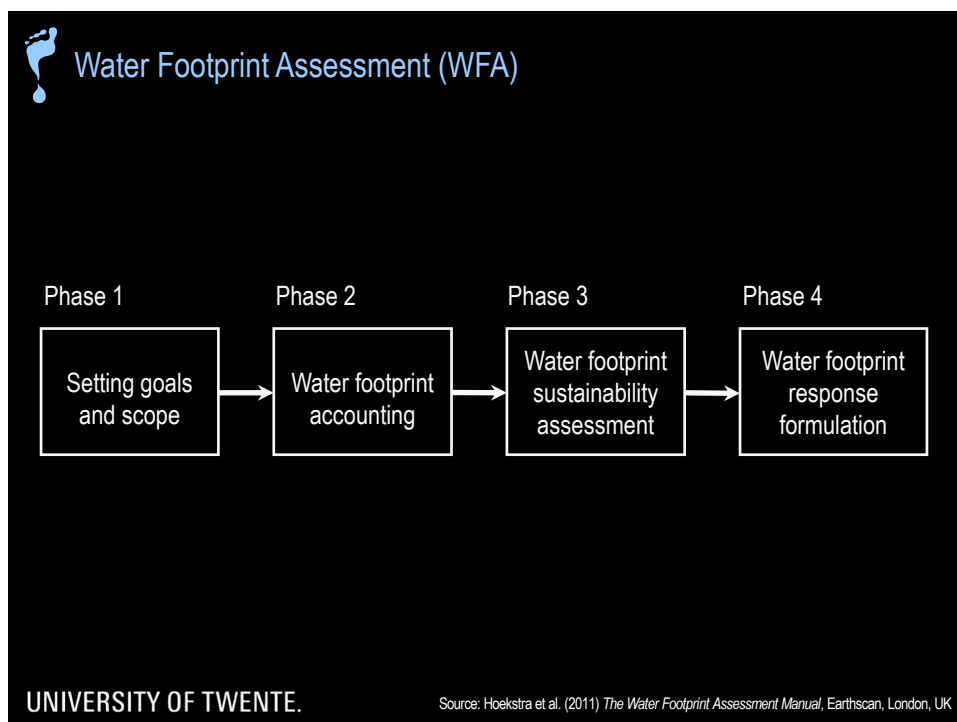 Water Footprint Assessment (WFA)
Phase 1
Phase 2
Phase 3
Phase 4
Setting goals
and scope
Water footprint
accounting
Water footprint
sustainability
assessment
Water footprint
response
formulation
UNIVERSITY OF TWENTE.
Source: Hoekstra et al. (2011) The Water Footprint Assessment Manual, Earthscan, London, UK